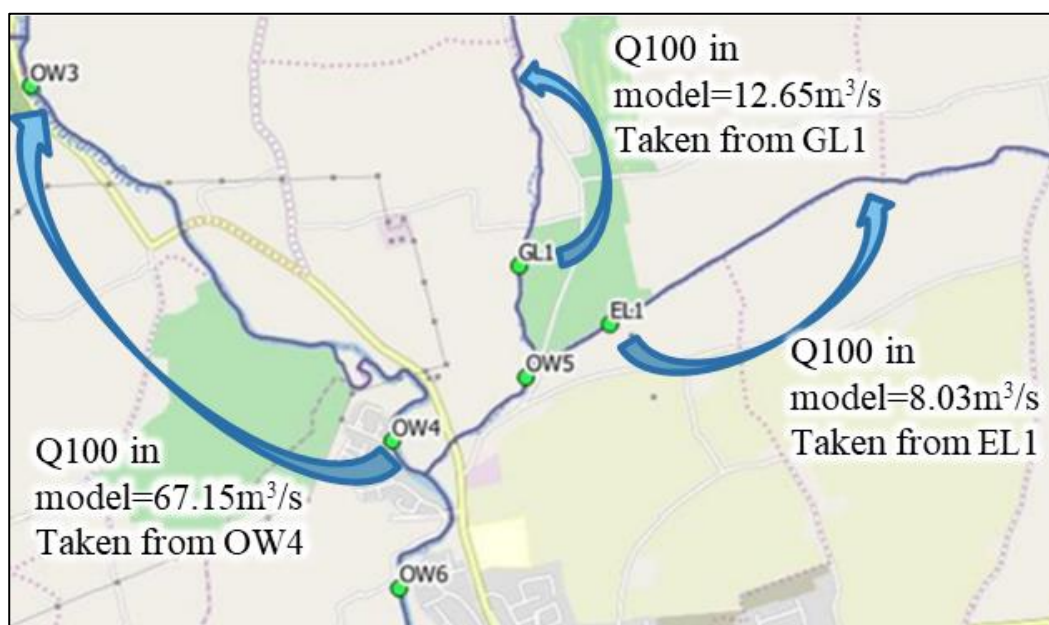 OW3
Q100 in
model=12.65m³/s
Taken from GL1
GL1
EL1
OW5
Q100 in
model=8.03m³/s
Taken from EL1
OW4
Q100 in
model=67.15m³/s
Taken from OW4
OW6